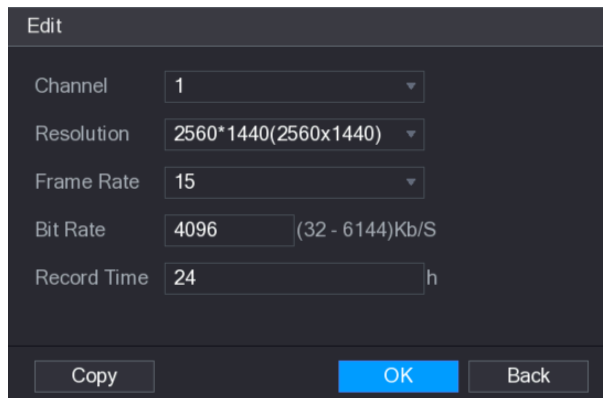 Edit
Channel 1
Resolution 2560*1440(2560x1440)
Frame Rate 15
Bit Rate 4096 (32 - 6144)Kb/S
Record Time 24 h
Copy OK Back